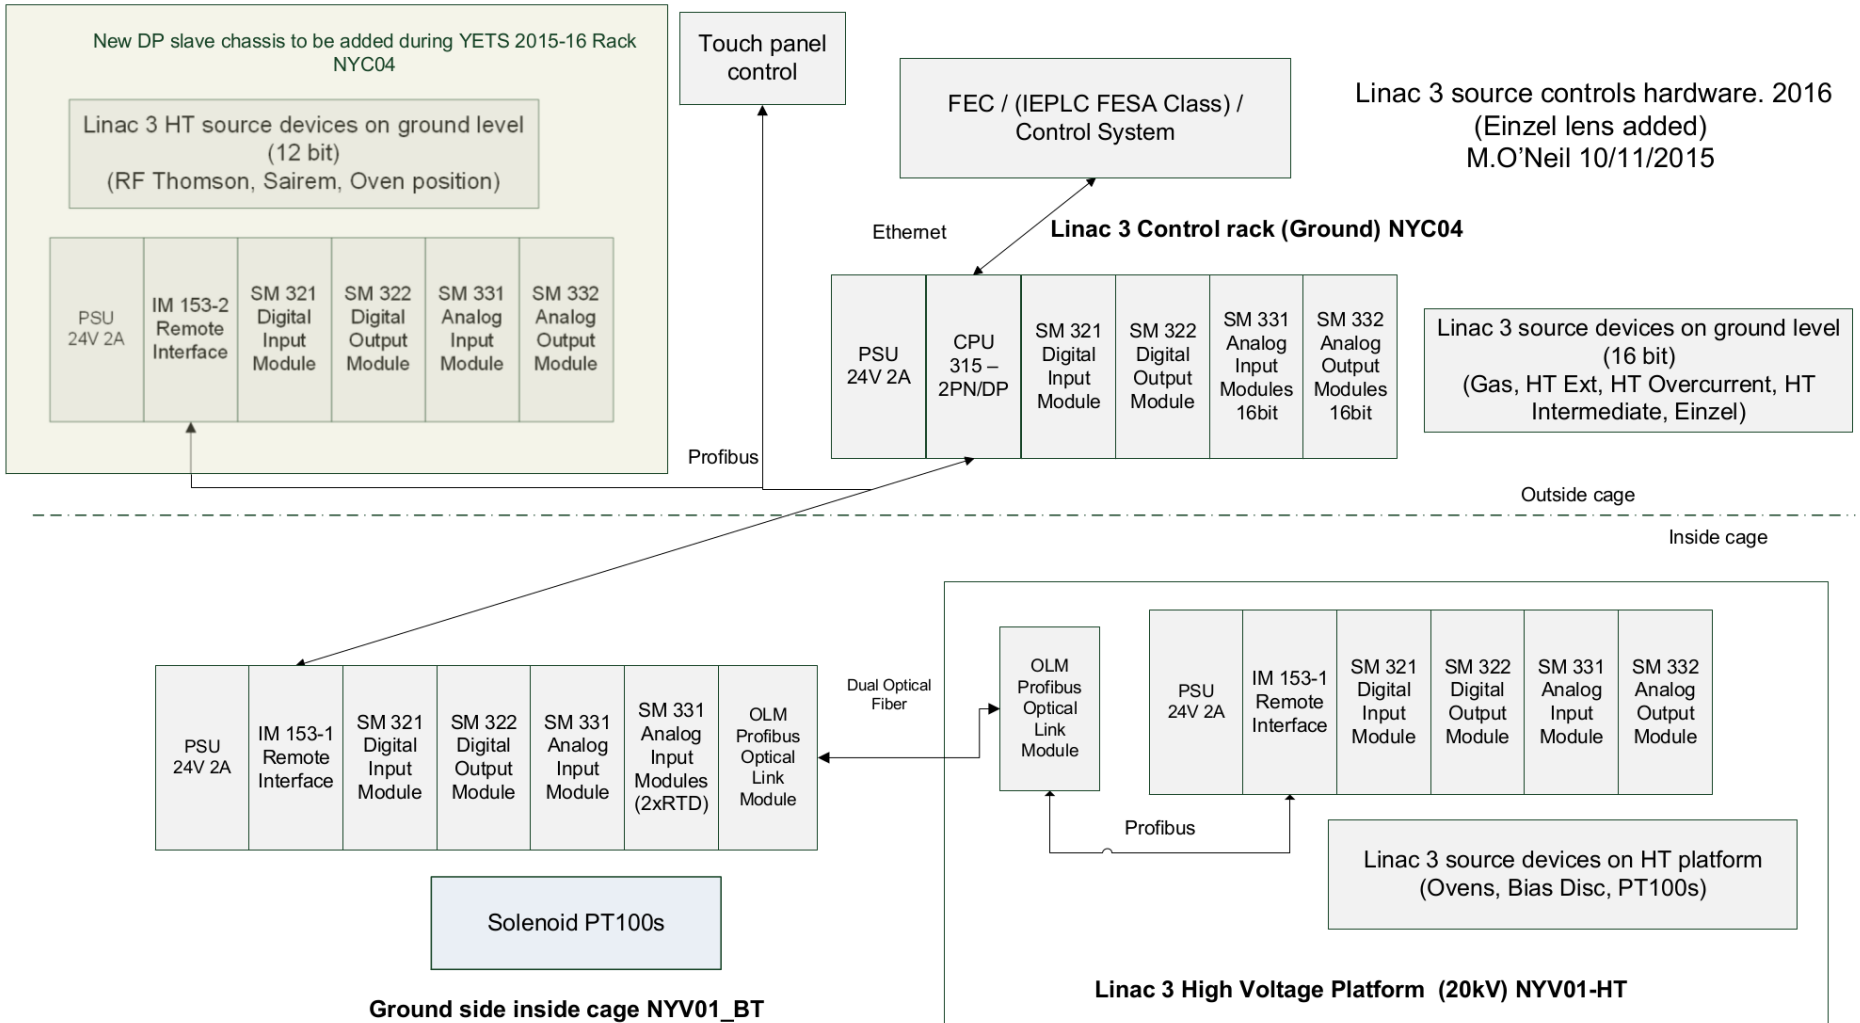 New DP slave chassis to be added during YETS 2015-16 Rack
NYC04
Linac 3 HT source devices on ground level
(12 bit)
(RF Thomson, Sairem, Oven position)
PSU
24V 2A
IM 153-2
Remote
Interface
SM 321
Digital
Input
Module
SM 322
Digital
Output
Module
SM 331
Analog
Input
Module
SM 332
Analog
Output
Module
Touch panel
control
FEC / (IEPLC FESA Class) /
Control System
Linac 3 source controls hardware. 2016
(Einzel lens added)
M.O’Neil 10/11/2015
Ethernet
Linac 3 Control rack (Ground) NYC04
PSU
24V 2A
CPU
315 –
2PN/DP
SM 321
Digital
Input
Module
SM 322
Digital
Output
Module
SM 331
Analog
Input
Modules
16bit
SM 332
Analog
Output
Modules
16bit
Linac 3 source devices on ground level
(16 bit)
(Gas, HT Ext, HT Overcurrent, HT
Intermediate, Einzel)
Profibus
Outside cage
Inside cage
PSU
24V 2A
IM 153-1
Remote
Interface
SM 321
Digital
Input
Module
SM 322
Digital
Output
Module
SM 331
Analog
Input
Module
SM 331
Analog
Input
Modules
(2xRTD)
OLM
Profibus
Optical
Link
Module
Dual Optical
Fiber
OLM
Profibus
Optical
Link
Module
PSU
24V 2A
IM 153-1
Remote
Interface
SM 321
Digital
Input
Module
SM 322
Digital
Output
Module
SM 331
Analog
Input
Module
SM 332
Analog
Output
Module
Profibus
Linac 3 source devices on HT platform
(Ovens, Bias Disc, PT100s)
Solenoid PT100s
Linac 3 High Voltage Platform (20kV) NYV01-HT
Ground side inside cage NYV01_BT